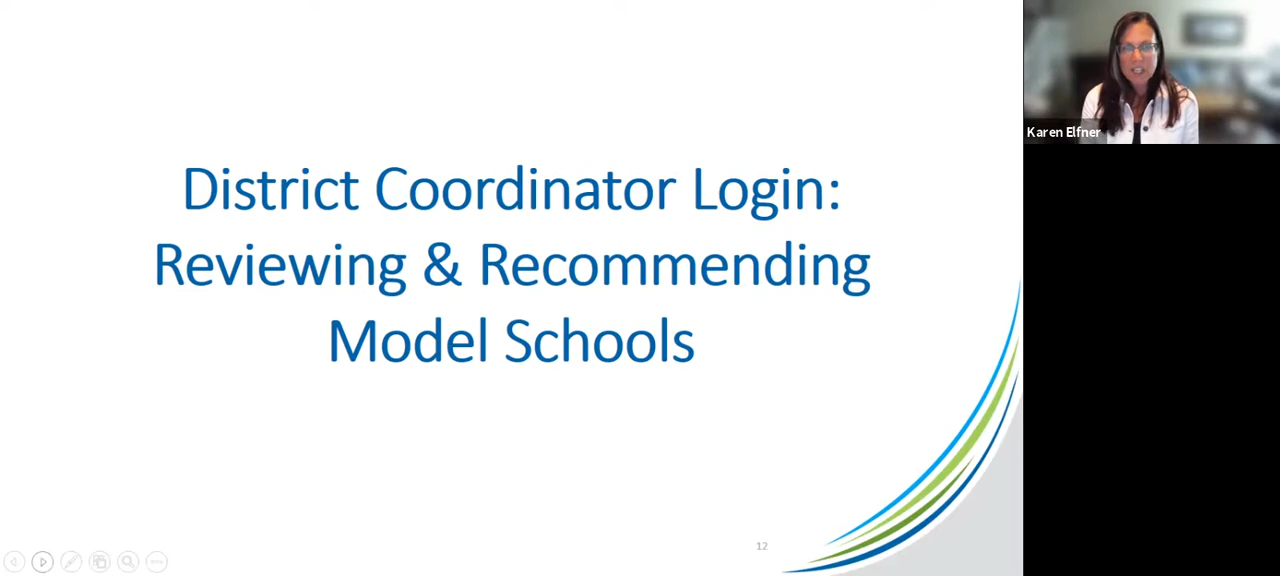 District Coordinator Login:
Reviewing & Recommending
Model Schools
12
Karen Elfner